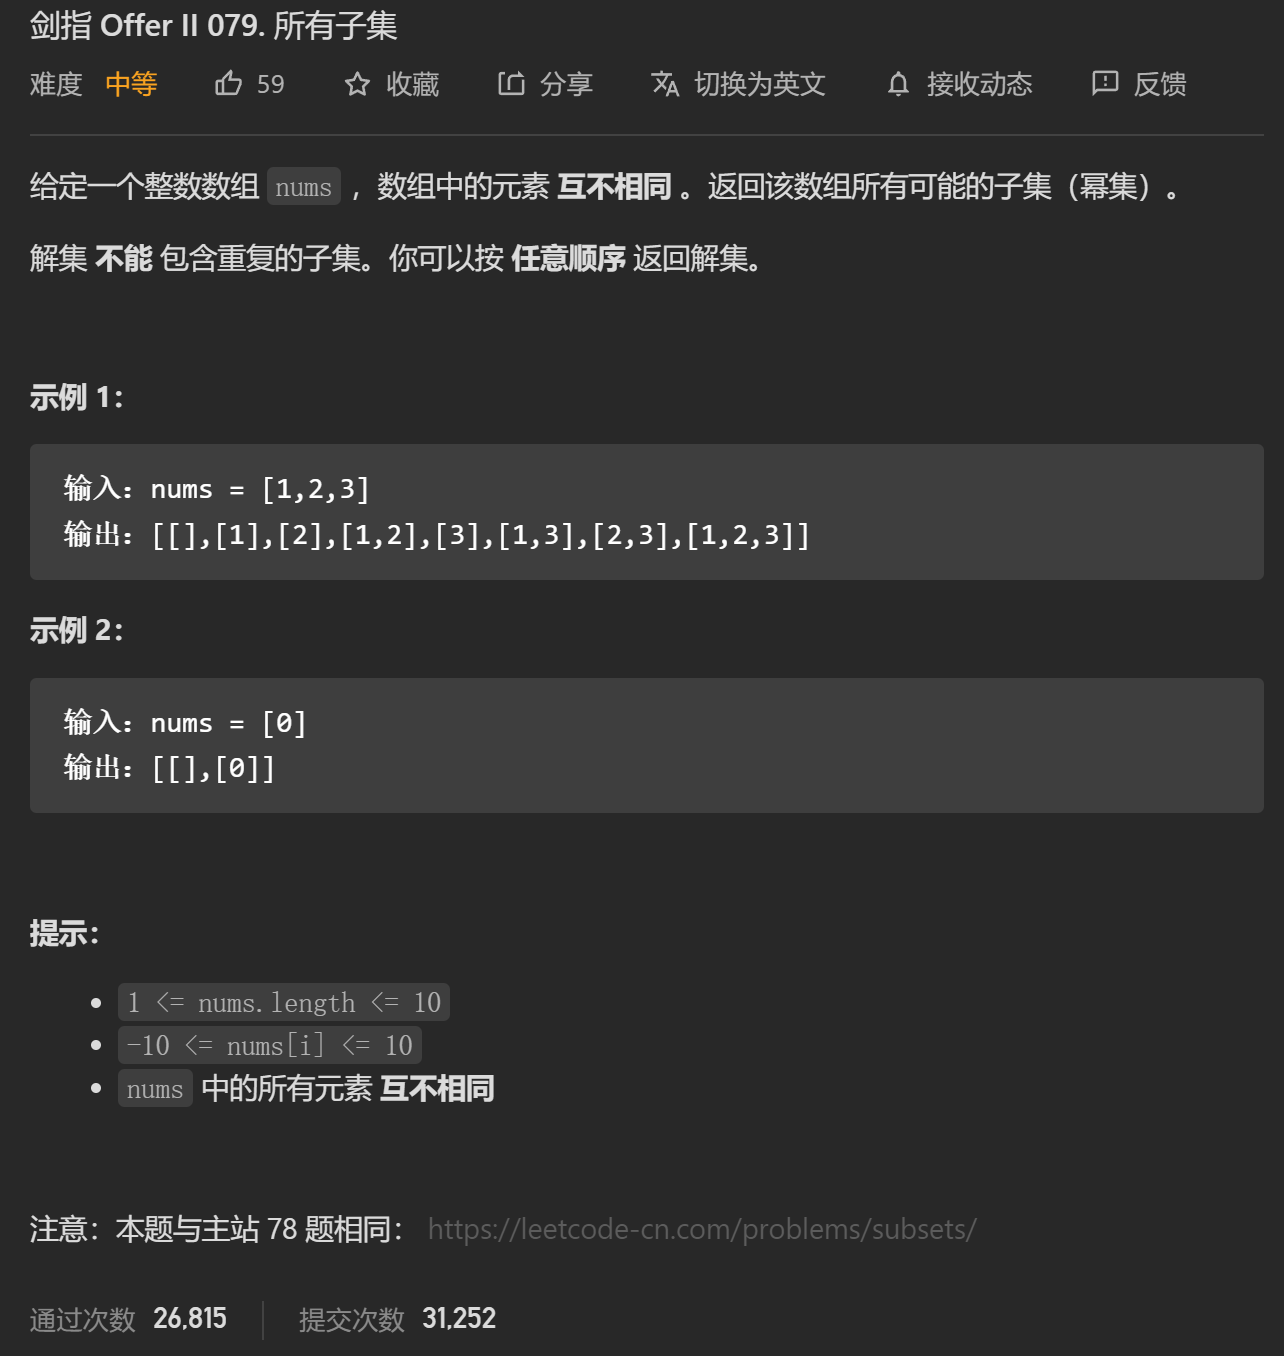 剑指 Offer II 079. 所有子集
难度 中等 59 收藏 分享 切换为英文 接收动态 反馈
给定一个整数数组 nums ，数组中的元素 互不相同 。返回该数组所有可能的子集（幂集）。
解集 不能 包含重复的子集。你可以按 任意顺序 返回解集。
示例 1：
输入：nums = [1,2,3]
输出：[[],[1],[2],[1,2],[3],[1,3],[2,3],[1,2,3]]
示例 2：
输入：nums = [0]
输出：[[],[0]]
提示：
• 1 <= nums.length <= 10
• -10 <= nums[i] <= 10
• nums 中的所有元素 互不相同
注意：本题与主站 78 题相同： https://leetcode-cn.com/problems/subsets/
通过次数 26,815 提交次数 31,252